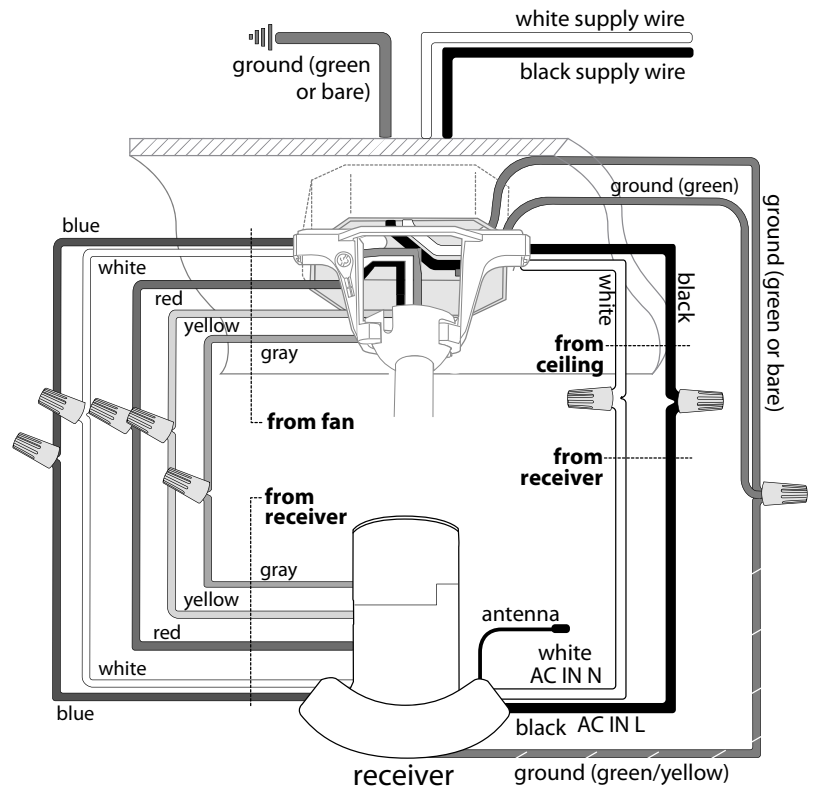 white supply wire
ground (green
or bare)
black supply wire
ground (green)
ground (green or bare)
blue
white
red
yellow
gray
white
black
from
ceiling
from fan
from
receiver
from
receiver
gray
yellow
red
white
blue
antenna
white
AC IN N
black AC IN L
receiver
ground (green/yellow)